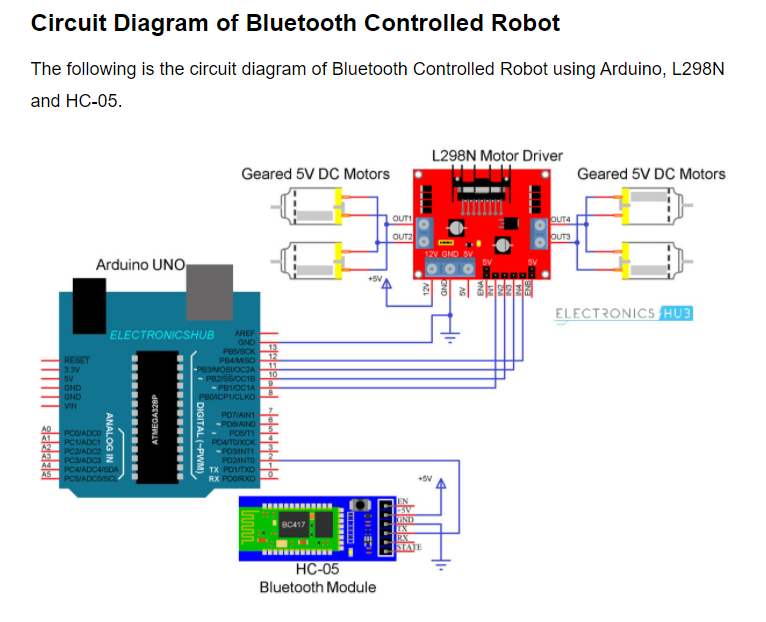 Circuit Diagram of Bluetooth Controlled Robot
The following is the circuit diagram of Bluetooth Controlled Robot using Arduino, L298N
and HC-05.
L298N Motor Driver
Geared 5V DC Motors
Geared 5V DC Motors
OUT1
OUT2
OUT4
OUT3
12V GND 5V
5V
5V
+5V
12V
GND
5V
ENA
IN1
IN2
IN3
IN4
ENB
ELECTRONICS HUB
Arduino UNO
ELECTRONICSHUB
AREF
GND
PB5/SCK 13
PB4/MISO 12
~PB3/MOSI/OC2A 11
~ PB2/SS/OC1B 10
~ PB1/OC1A 9
PB0/ICP1/CLKO 8
RESET
3.3V
5V
GND
GND
VIN
ATMEGA328P
ANALOG IN
DIGITAL (~PWM)
PD7/AIN1 7
~PD6/AIN0 6
~ PD5/T1 5
PD4/T0/XCK 4
~PD3/INT1 3
PD2/INT0 2
TX PD1/TXD 1
RX PD0/RXD 0
A0 PC0/ADC0
A1 PC1/ADC1
A2 PC2/ADC2
A3 PC3/ADC3
A4 PC4/ADC4/SDA
A5 PC5/ADC5/SCL
+5V
BC417
EN
+5V
GND
TX
RX
STATE
HC-05
Bluetooth Module